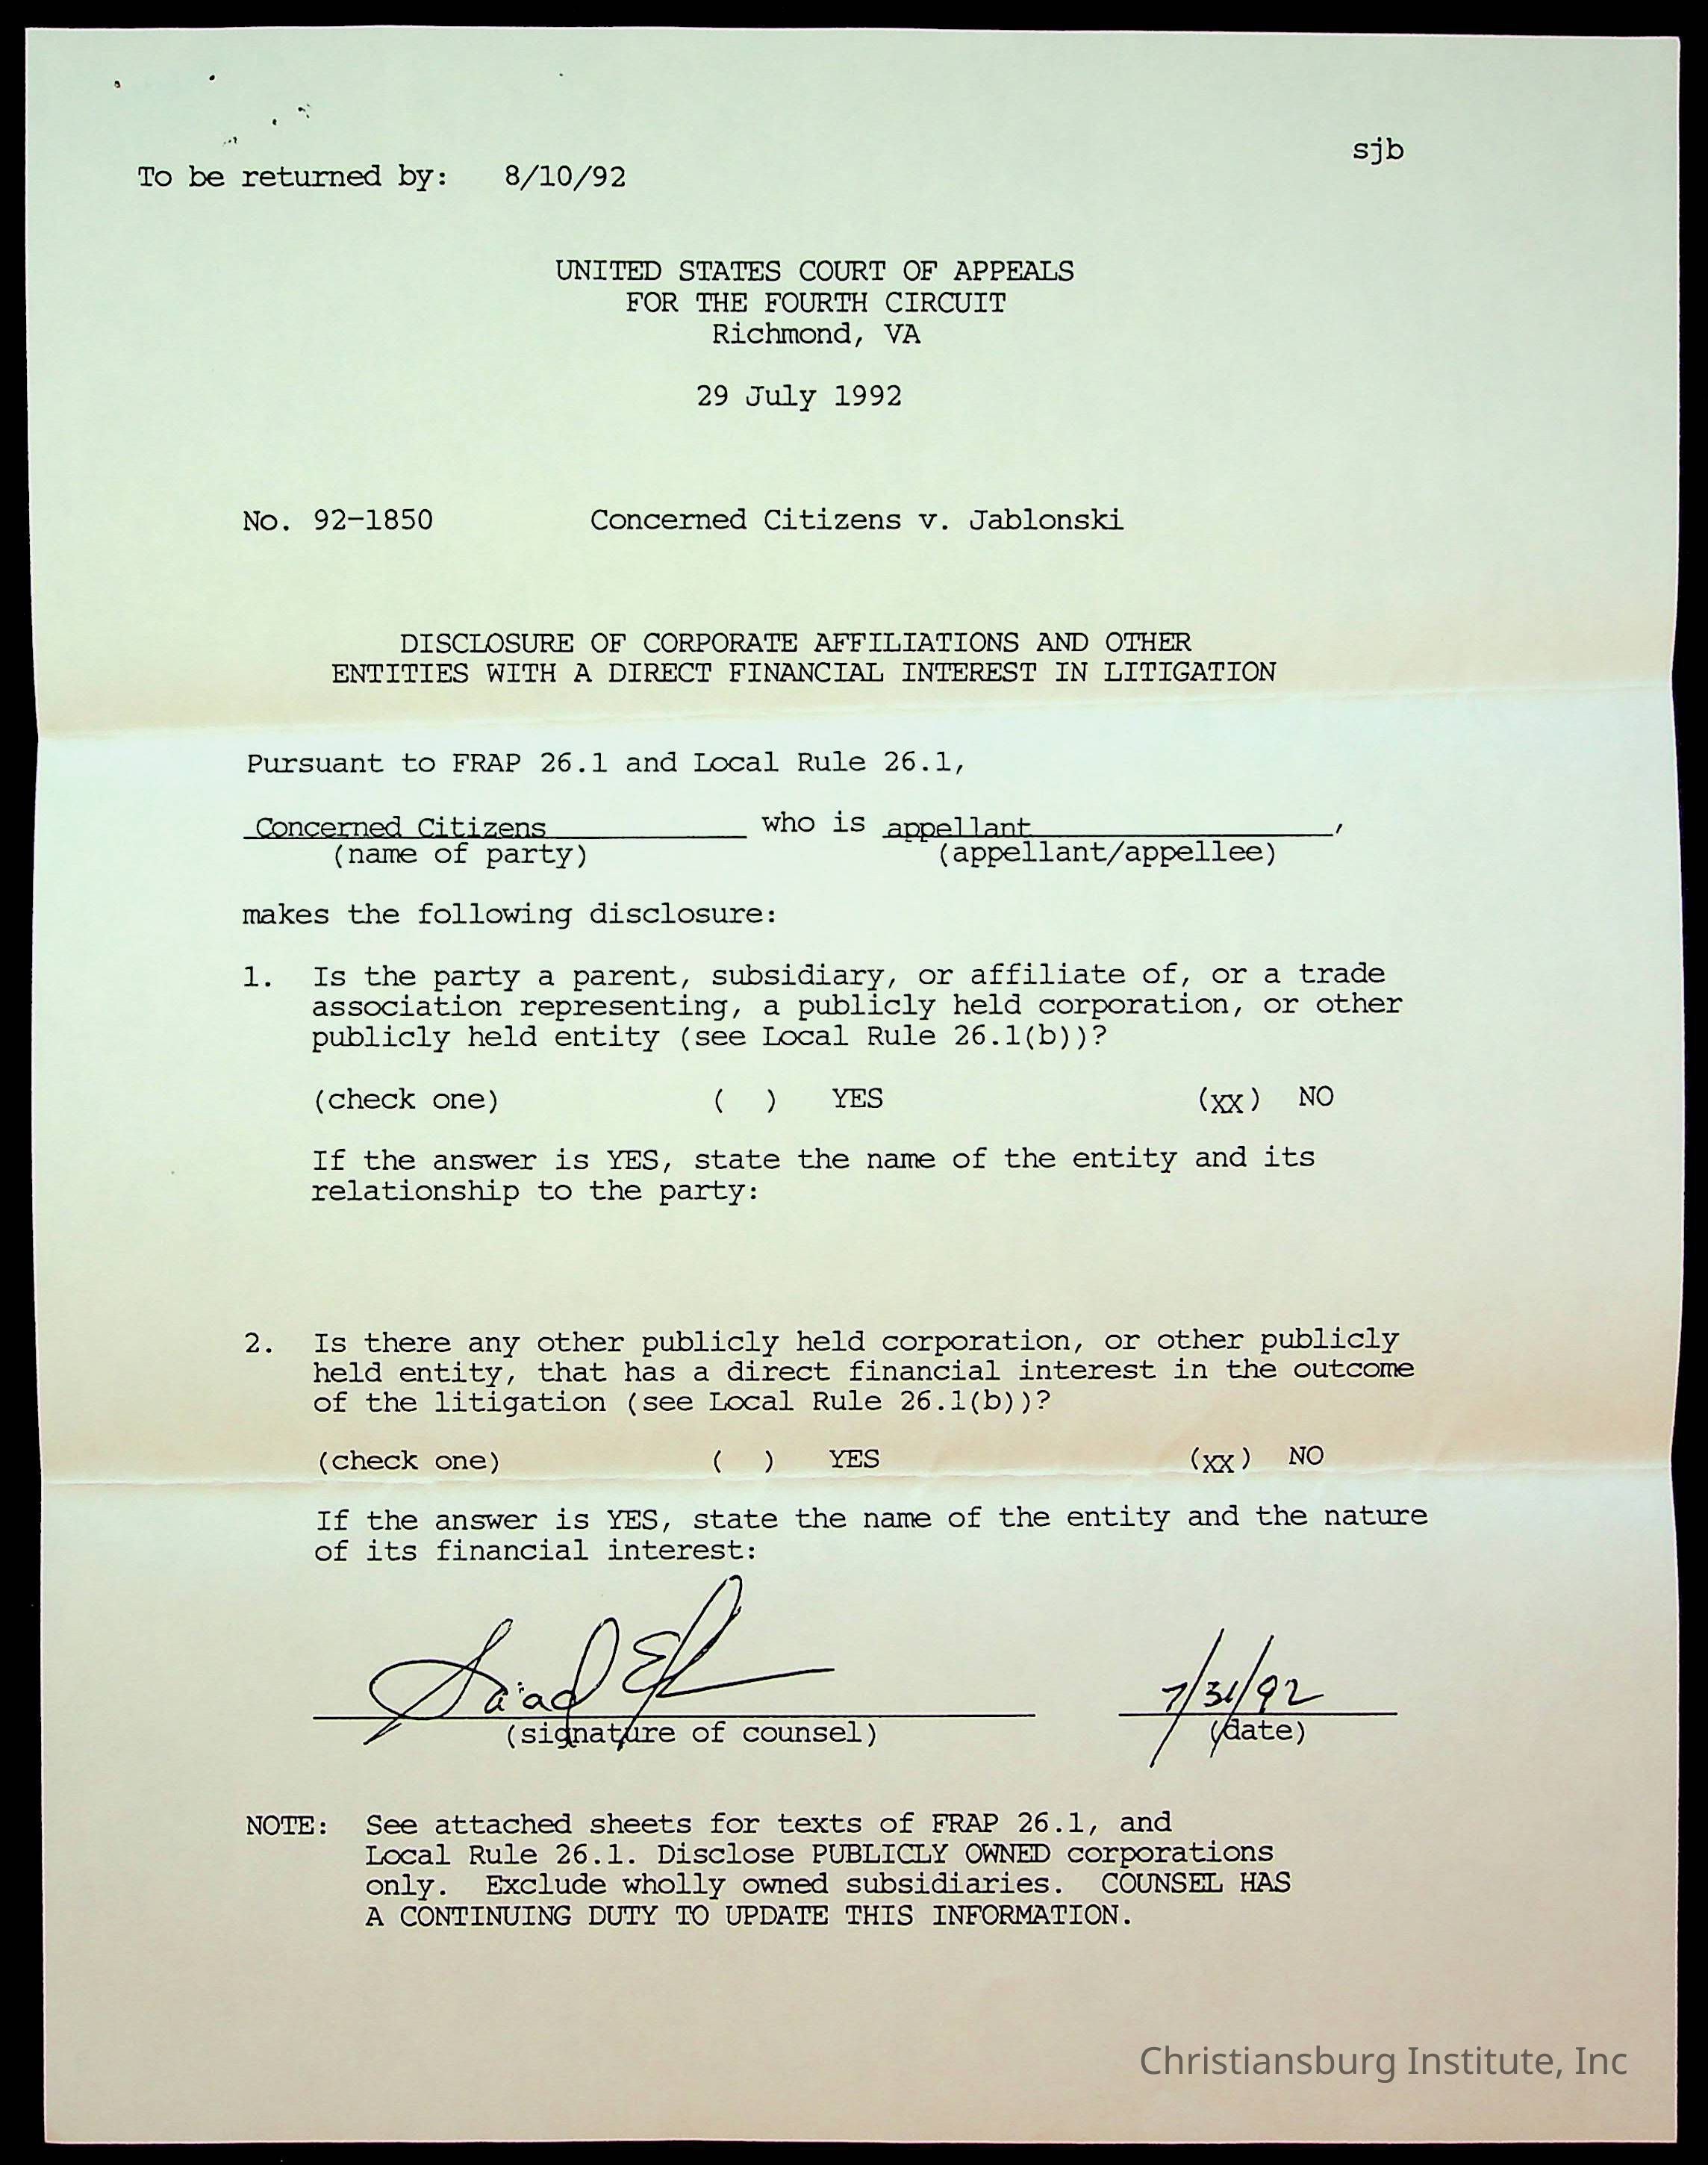 sjb
To be returned by: 8/10/92
UNITED STATES COURT OF APPEALS
FOR THE FOURTH CIRCUIT
Richmond, VA
29 July 1992
No. 92-1850 Concerned Citizens v. Jablonski
DISCLOSURE OF CORPORATE AFFILIATIONS AND OTHER
ENTITIES WITH A DIRECT FINANCIAL INTEREST IN LITIGATION
Pursuant to FRAP 26.1 and Local Rule 26.1,
Concerned Citizens who is appellant,
(name of party) (appellant/appellee)
makes the following disclosure:
1. Is the party a parent, subsidiary, or affiliate of, or a trade
association representing, a publicly held corporation, or other
publicly held entity (see Local Rule 26.1(b))?
(check one) ( ) YES (xx) NO
If the answer is YES, state the name of the entity and its
relationship to the party:
2. Is there any other publicly held corporation, or other publicly
held entity, that has a direct financial interest in the outcome
of the litigation (see Local Rule 26.1(b))?
(check one) ( ) YES (xx) NO
If the answer is YES, state the name of the entity and the nature
of its financial interest:
7/31/92
(signature of counsel) (date)
NOTE: See attached sheets for texts of FRAP 26.1, and
Local Rule 26.1. Disclose PUBLICLY OWNED corporations
only. Exclude wholly owned subsidiaries. COUNSEL HAS
A CONTINUING DUTY TO UPDATE THIS INFORMATION.
Christiansburg Institute, Inc